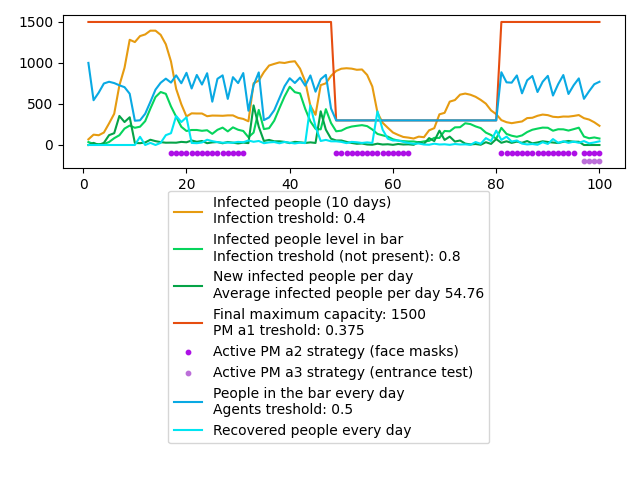 1500
1000
500
0
0
20
40
60
80
100
Infected people (10 days)
Infection treshold: 0.4
Infected people level in bar
Infection treshold (not present): 0.8
New infected people per day
Average infected people per day 54.76
Final maximum capacity: 1500
PM a1 treshold: 0.375
Active PM a2 strategy (face masks)
Active PM a3 strategy (entrance test)
People in the bar every day
Agents treshold: 0.5
Recovered people every day